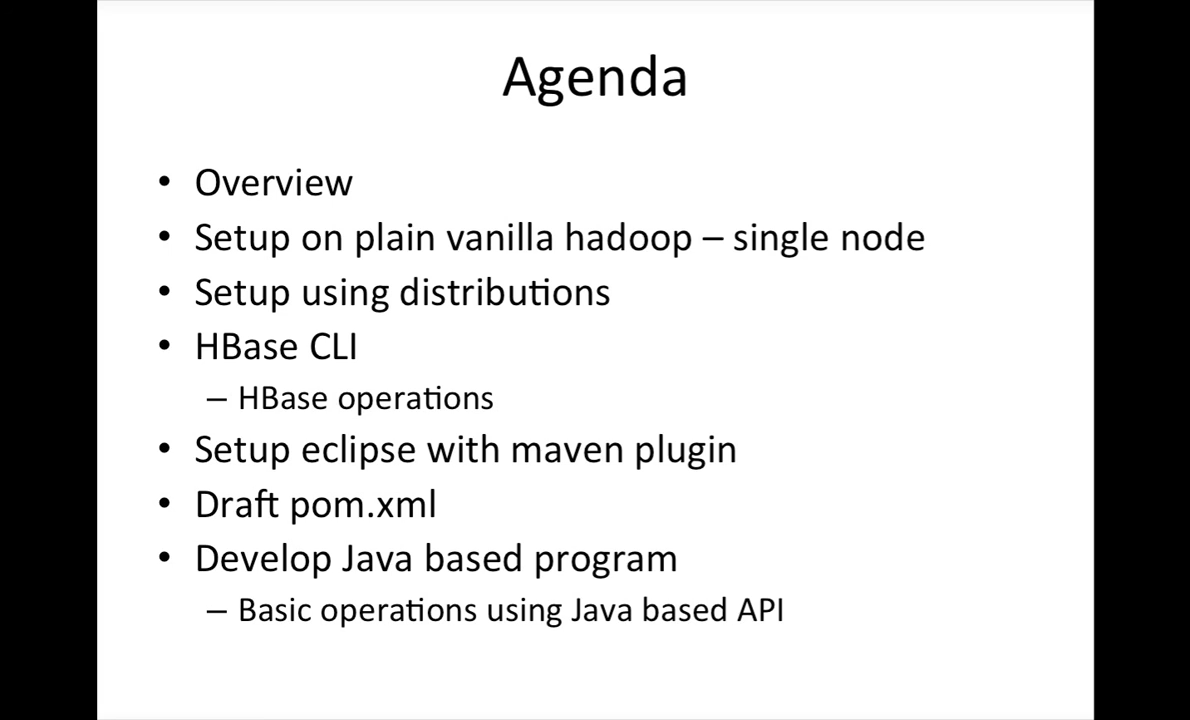 Agenda
• Overview
• Setup on plain vanilla hadoop – single node
• Setup using distributions
• HBase CLI
– HBase operations
• Setup eclipse with maven plugin
• Draft pom.xml
• Develop Java based program
– Basic operations using Java based API